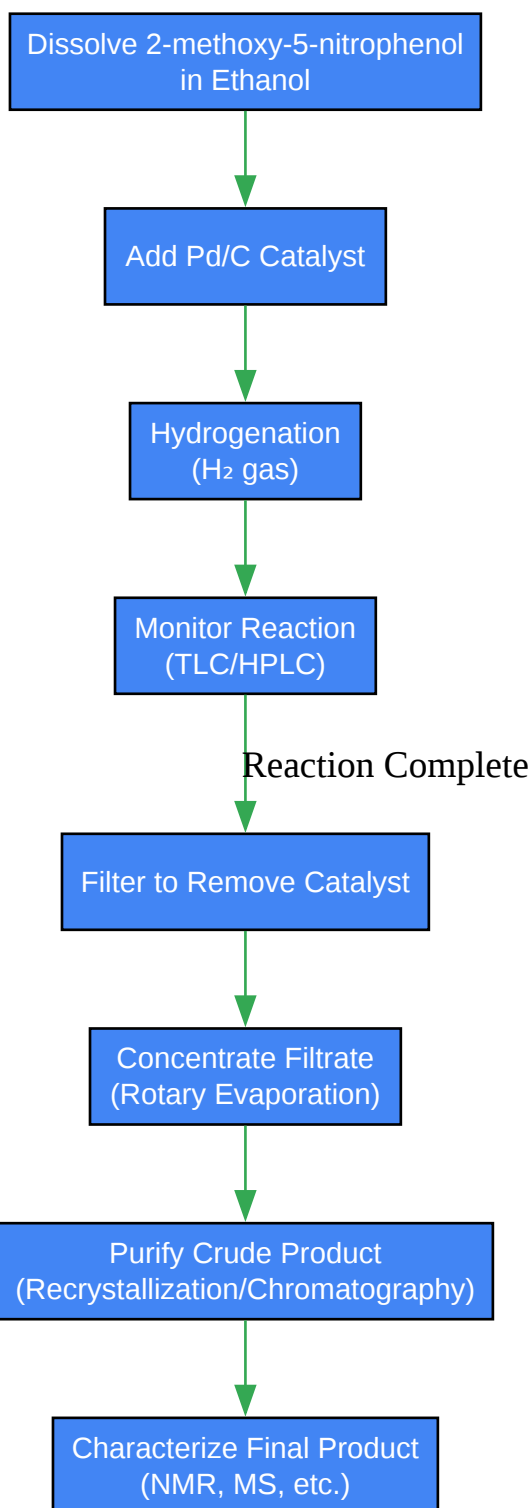 Dissolve 2-methoxy-5-nitrophenol
in Ethanol
Add Pd/C Catalyst
Hydrogenation
(H₂ gas)
Monitor Reaction
(TLC/HPLC)
Reaction Complete
Filter to Remove Catalyst
Concentrate Filtrate
(Rotary Evaporation)
Purify Crude Product
(Recrystallization/Chromatography)
Characterize Final Product
(NMR, MS, etc.)